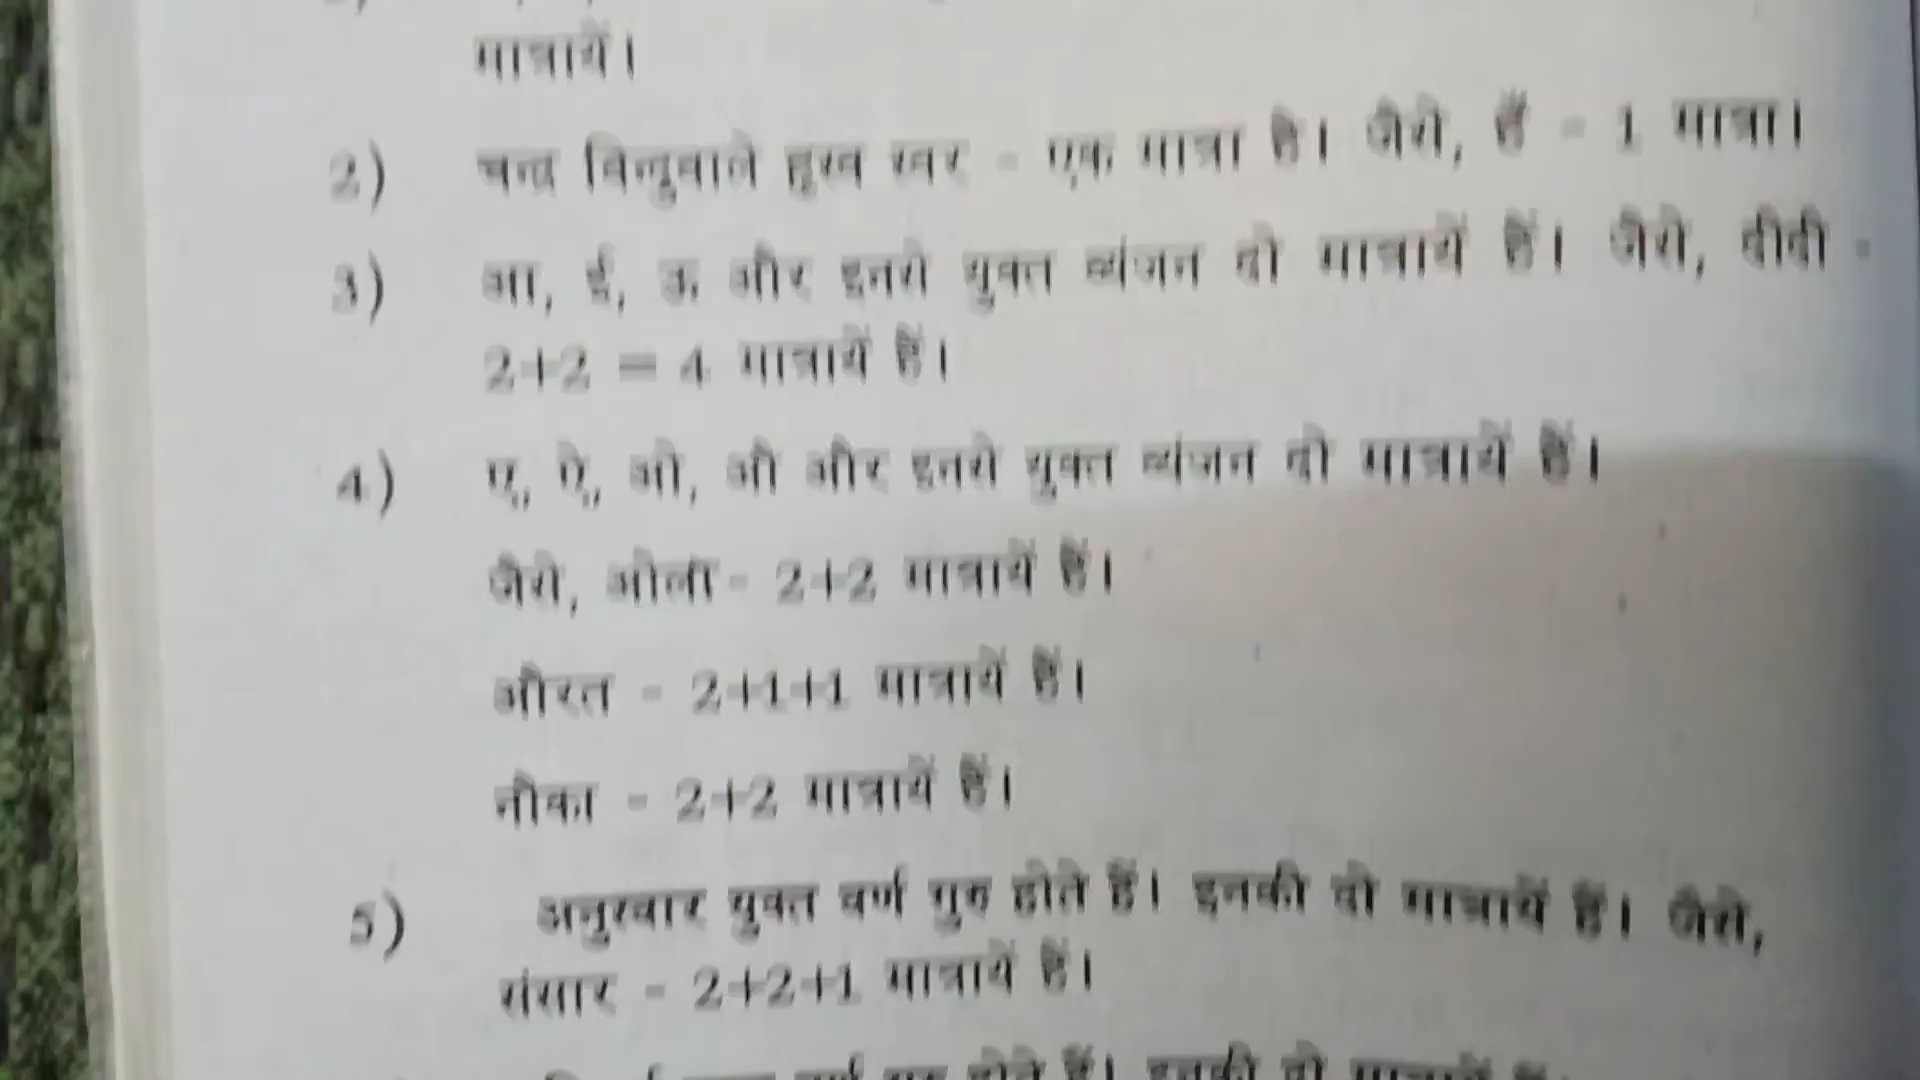 मात्रायें।
2) चन्द्र बिन्दुवाले हृस्व स्वर - एक मात्रा है। जैसे, हँ - 1 मात्रा।
3) आ, ई, ऊ और इनसे युक्त व्यंजन दो मात्रायें हैं। जैसे, दीदी -
2+2 = 4 मात्रायें हैं।
4) ए, ऐ, ओ, औ और इनसे युक्त व्यंजन दो मात्रायें हैं।
जैसे, ओला - 2+2 मात्रायें हैं।
औरत - 2+1+1 मात्रायें हैं।
नौका - 2+2 मात्रायें हैं।
5) अनुस्वार युक्त वर्ण गुरु होते हैं। इनकी दो मात्रायें हैं। जैसे,
संसार - 2+2+1 मात्रायें हैं।
होते हैं। इनकी दो